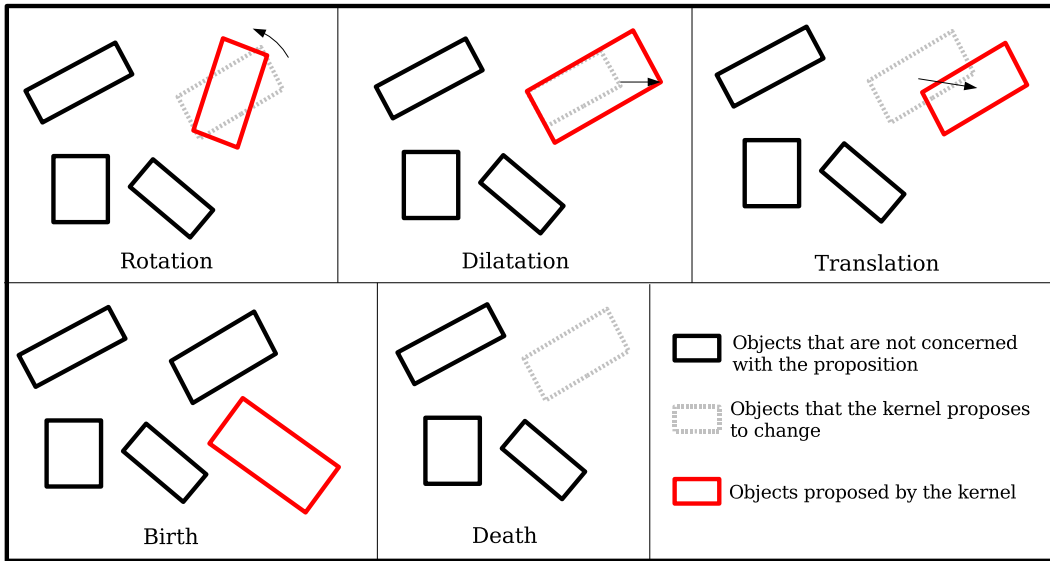 Rotation
Dilatation
Translation
Birth
Death
Objects that are not concerned
with the proposition
Objects that the kernel proposes
to change
Objects proposed by the kernel